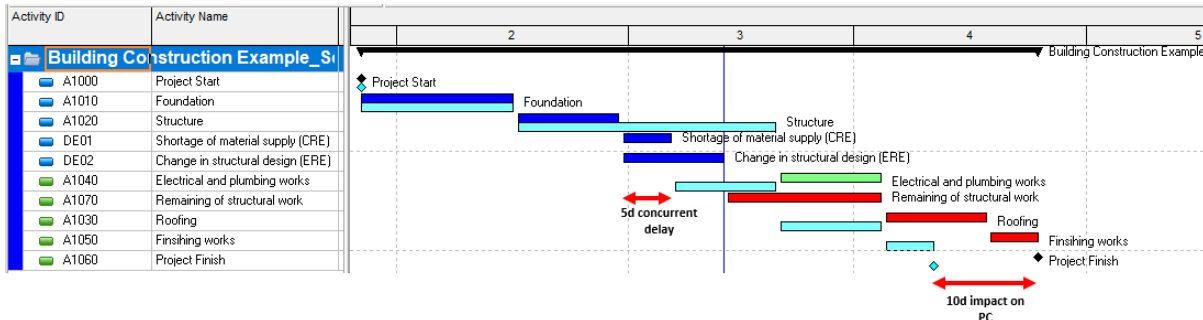 Activity ID Activity Name
2 3 4 5
Building Construction Example_S
Building Construction Example
A1000 Project Start
Project Start
A1010 Foundation
Foundation
A1020 Structure
Structure
DE01 Shortage of material supply (CRE)
Shortage of material supply (CRE)
DE02 Change in structural design (ERE)
Change in structural design (ERE)
A1040 Electrical and plumbing works
Electrical and plumbing works
A1070 Remaining of structural work
Remaining of structural work
5d concurrent
delay
A1030 Roofing
Roofing
A1050 Finsihing works
Finsihing works
A1060 Project Finish
Project Finish
10d impact on
PC